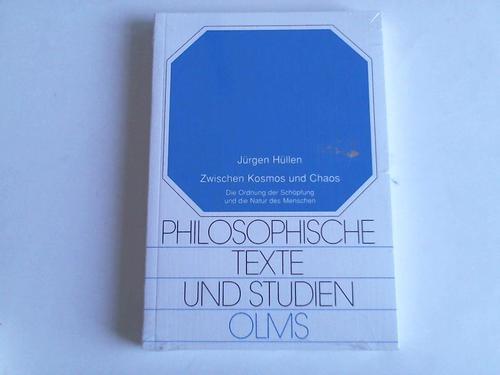 Jürgen Hüllen
Zwischen Kosmos und Chaos
Die Ordnung der Schöpfung
und die Natur des Menschen
PHILOSOPHISCHE
TEXTE
UND STUDIEN
OLMS